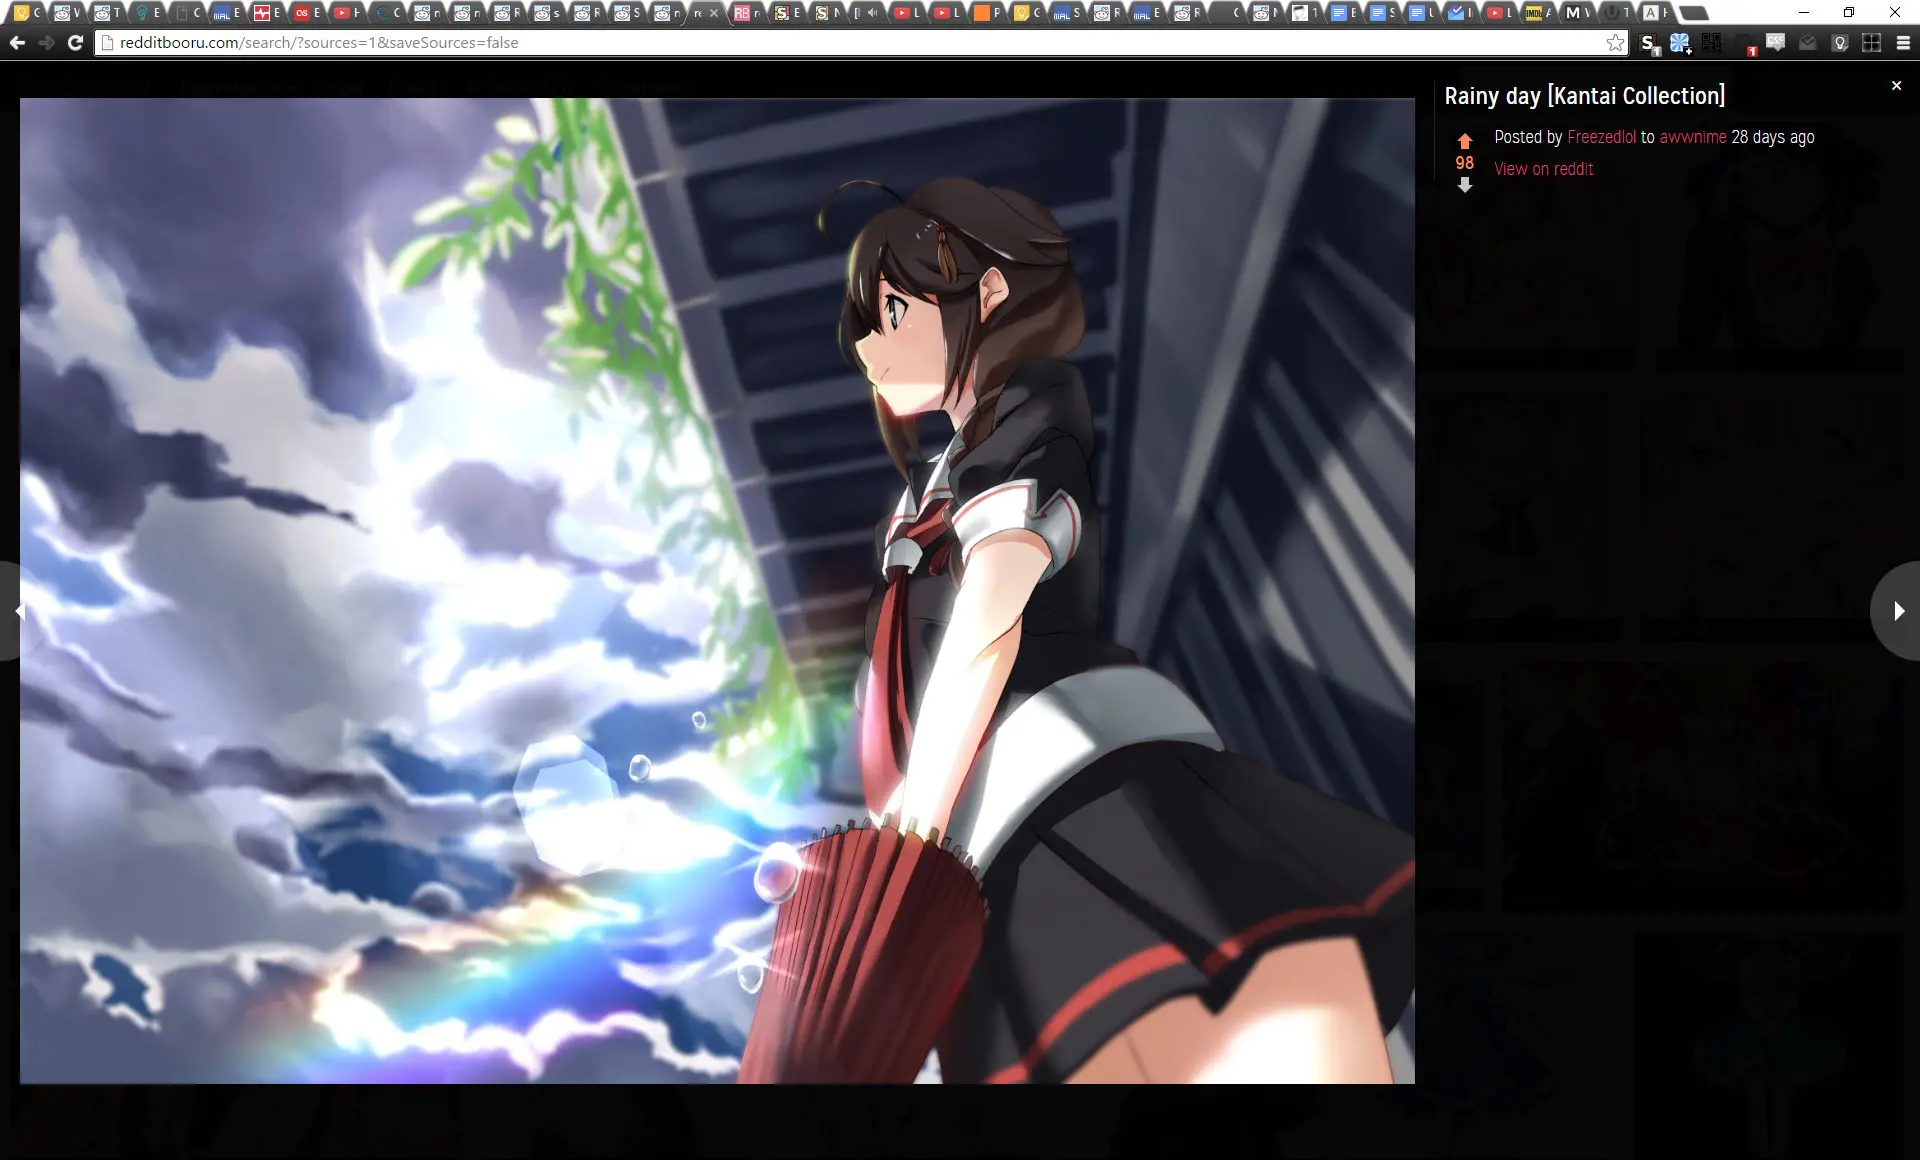 redditbooru.com/search/?sources=1&saveSources=false
Rainy day [Kantai Collection]
Posted by Freezedlol to awwnime 28 days ago
98
View on reddit